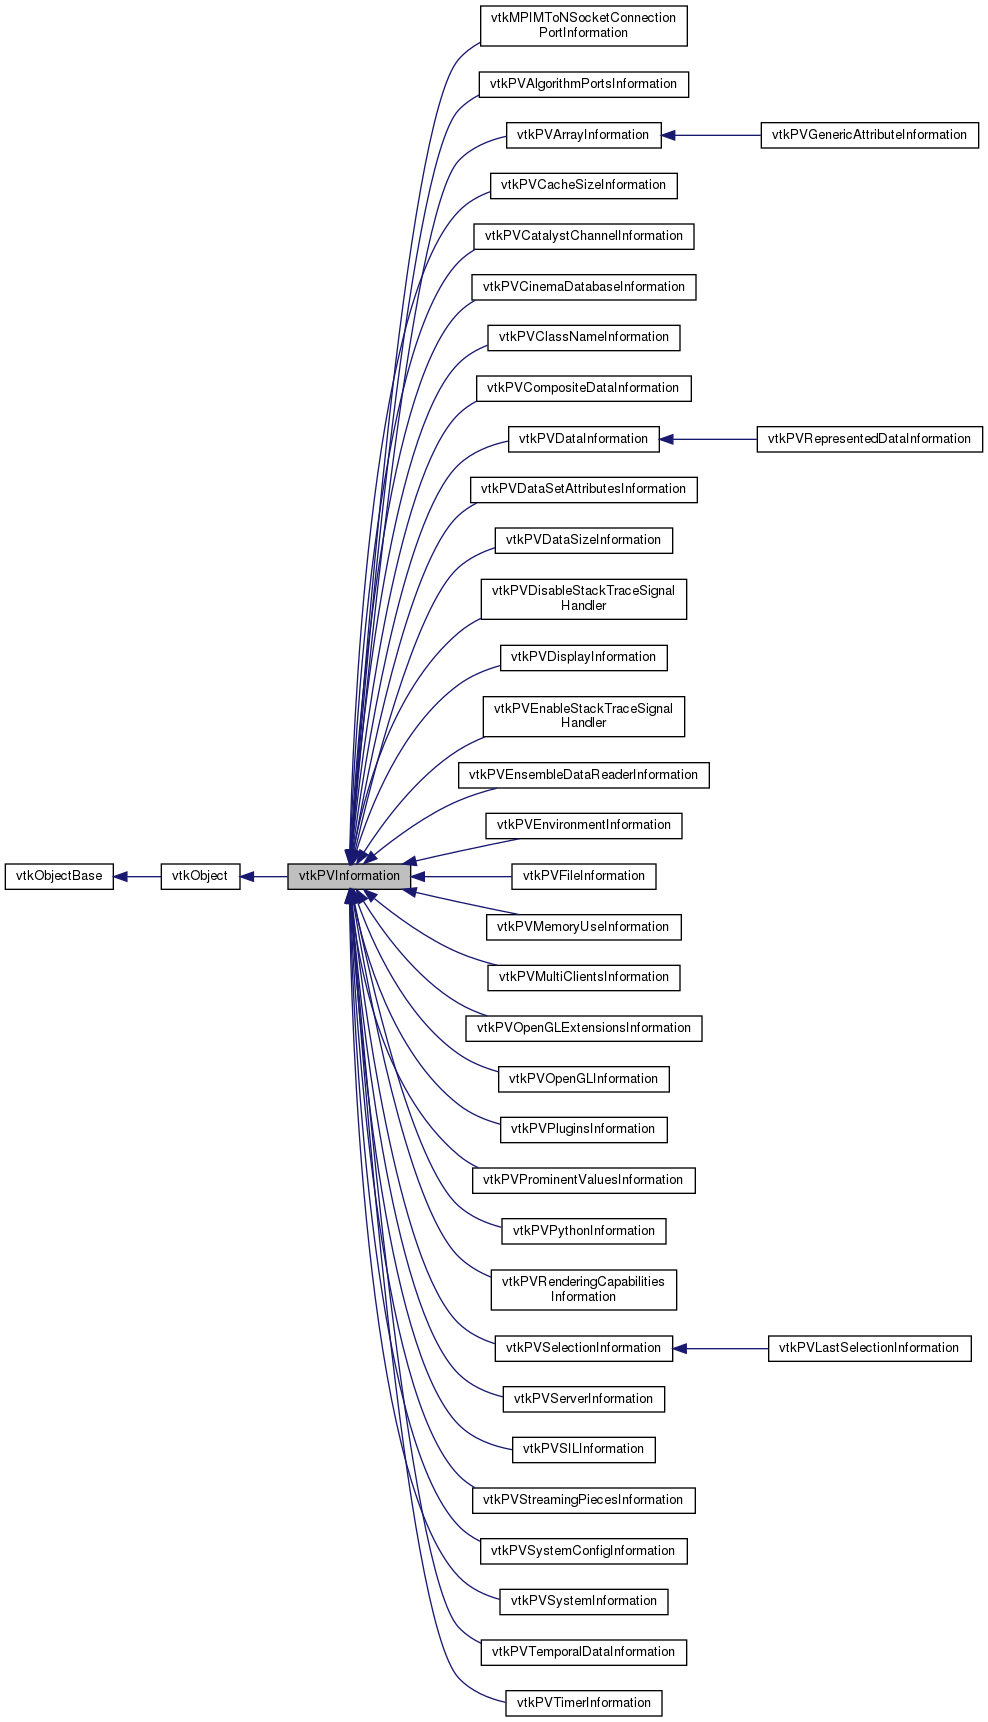 vtkMPIMToNSocketConnection
PortInformation
vtkPVAlgorithmPortsInformation
vtkPVArrayInformation
vtkPVGenericAttributeInformation
vtkPVCacheSizeInformation
vtkPVCatalystChannelInformation
vtkPVCinemaDatabaseInformation
vtkPVClassNameInformation
vtkPVCompositeDataInformation
vtkPVDataInformation
vtkPVRepresentedDataInformation
vtkPVDataSetAttributesInformation
vtkPVDataSizeInformation
vtkPVDisableStackTraceSignal
Handler
vtkPVDisplayInformation
vtkPVEnableStackTraceSignal
Handler
vtkPVEnsembleDataReaderInformation
vtkPVEnvironmentInformation
vtkObjectBase
vtkObject
vtkPVInformation
vtkPVFileInformation
vtkPVMemoryUseInformation
vtkPVMultiClientsInformation
vtkPVOpenGLExtensionsInformation
vtkPVOpenGLInformation
vtkPVPluginsInformation
vtkPVProminentValuesInformation
vtkPVPythonInformation
vtkPVRenderingCapabilities
Information
vtkPVSelectionInformation
vtkPVLastSelectionInformation
vtkPVServerInformation
vtkPVSILInformation
vtkPVStreamingPiecesInformation
vtkPVSystemConfigInformation
vtkPVSystemInformation
vtkPVTemporalDataInformation
vtkPVTimerInformation